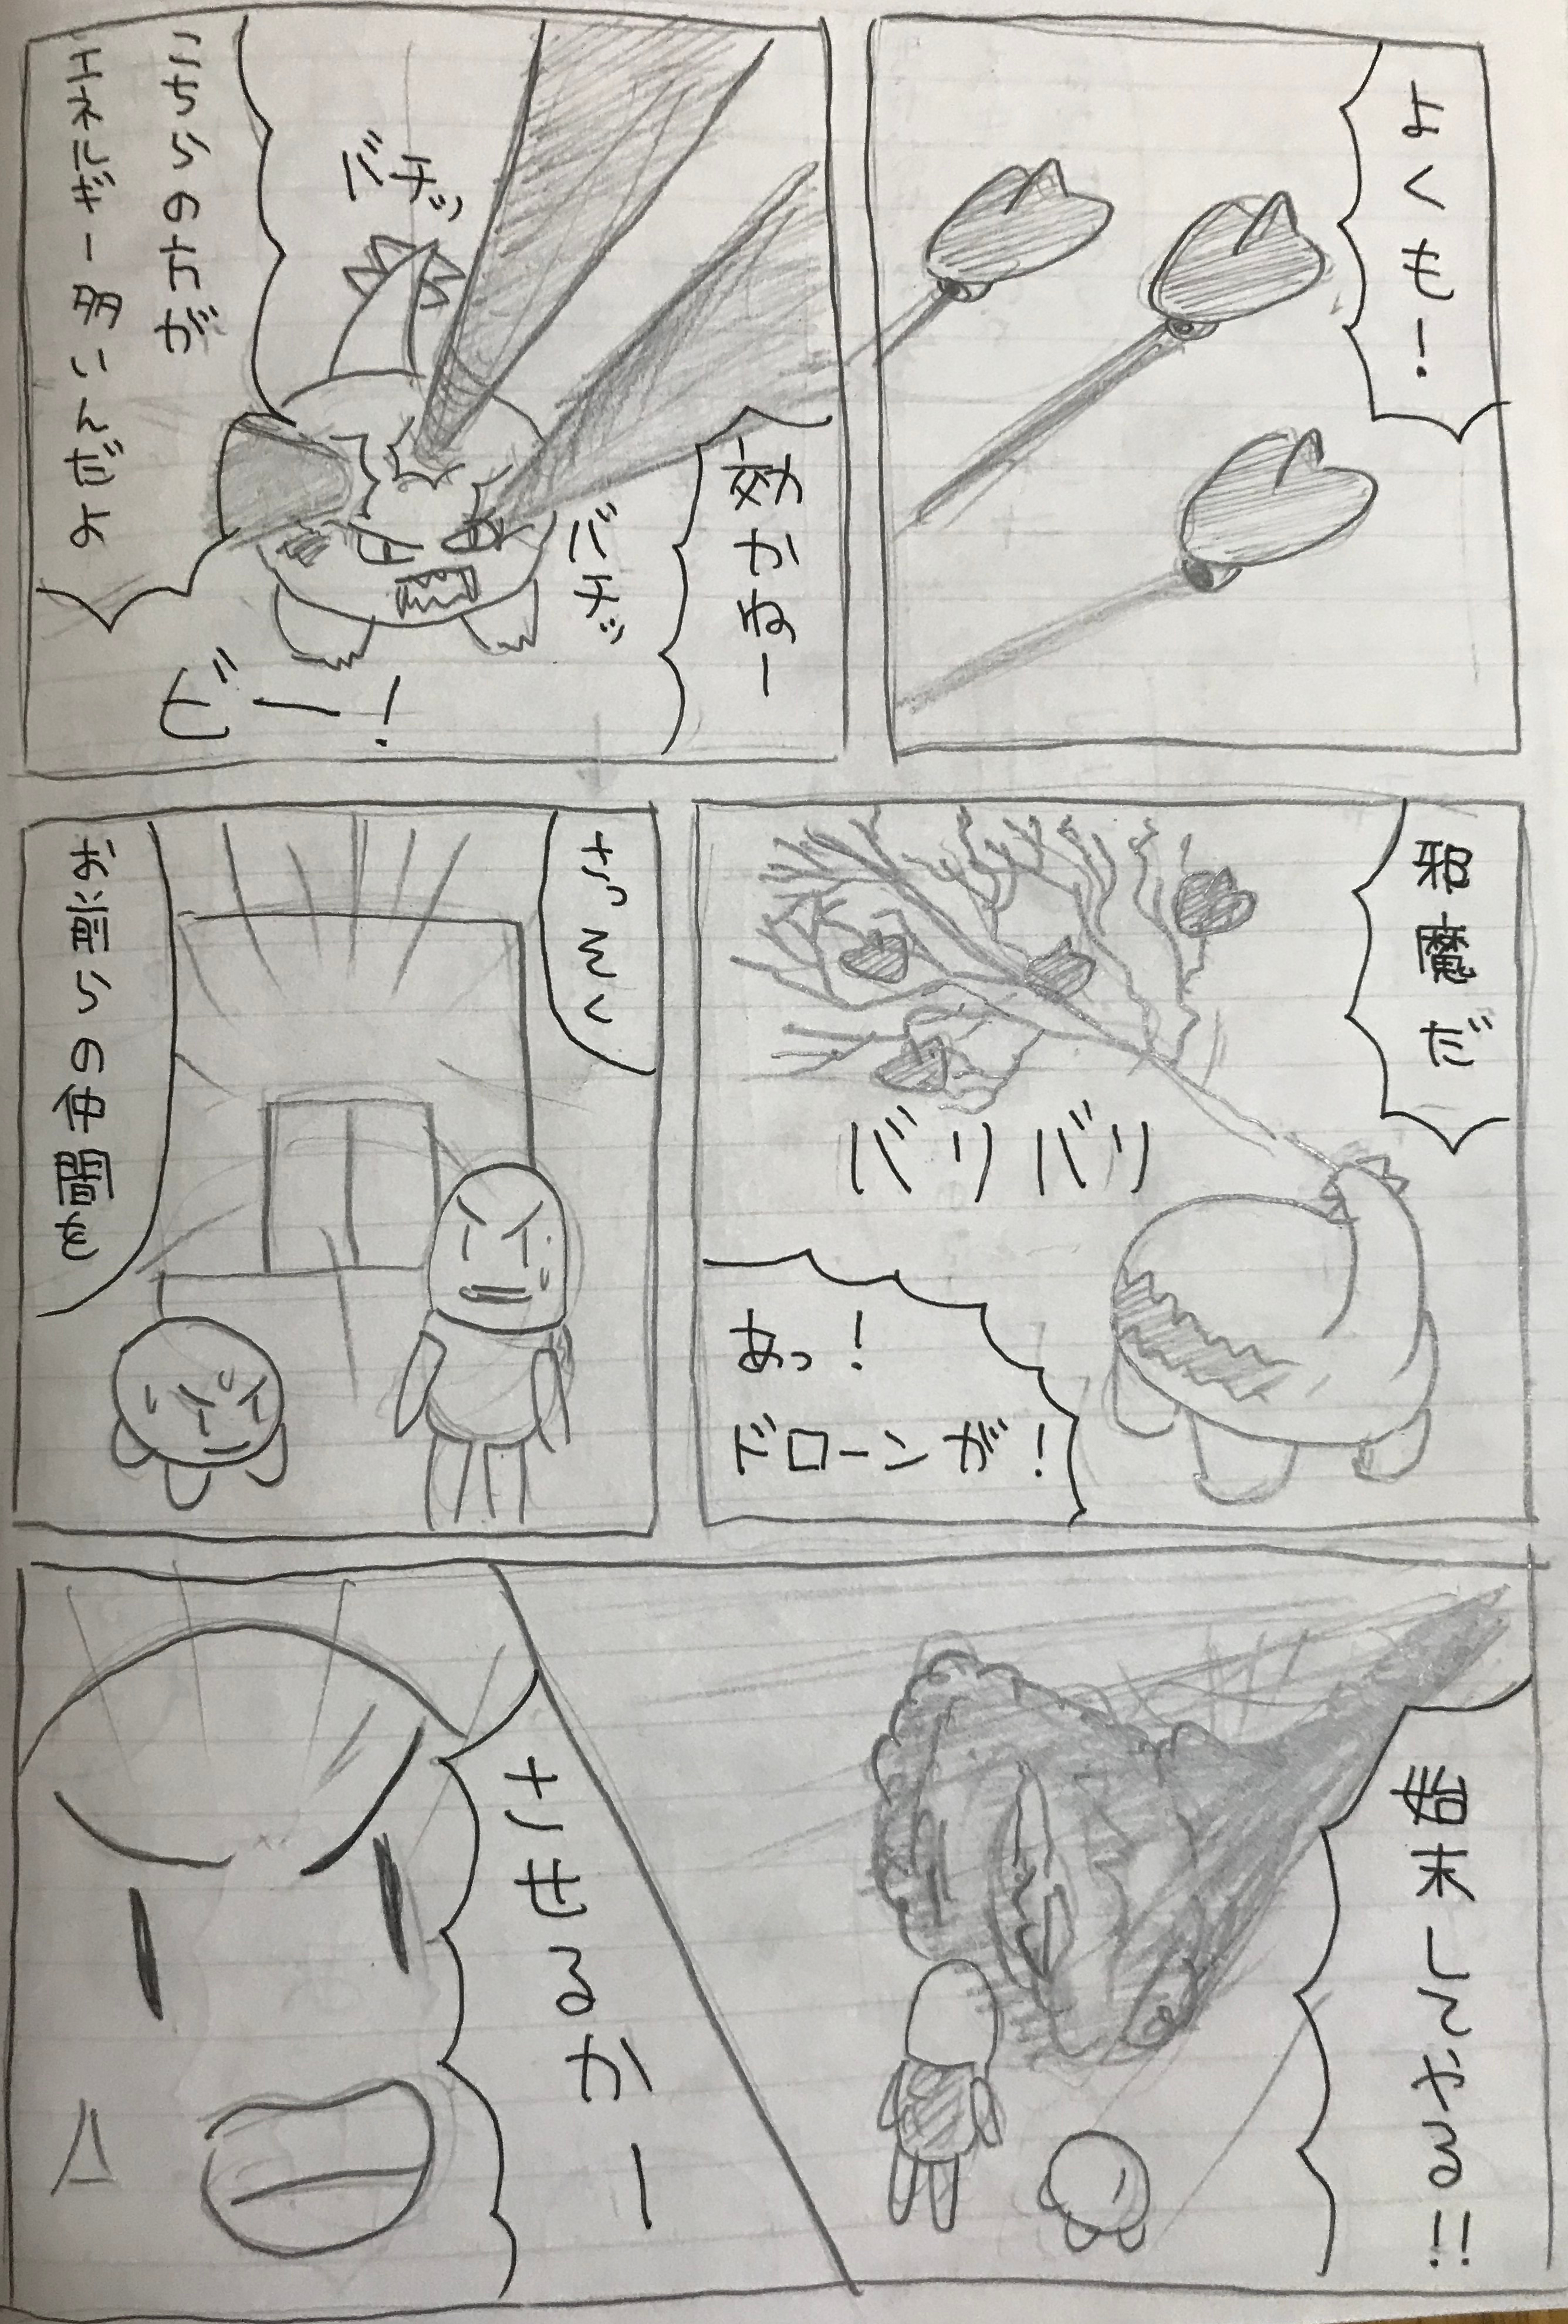 よくも！
効かねー
バチッ
バチッ
ビー！
こちらの方が
エネルギー多いんだよ
邪魔だ
バリバリ
あっ！
ドローンが！
さっそく
お前らの仲間を
始末してやる!!
させるかー